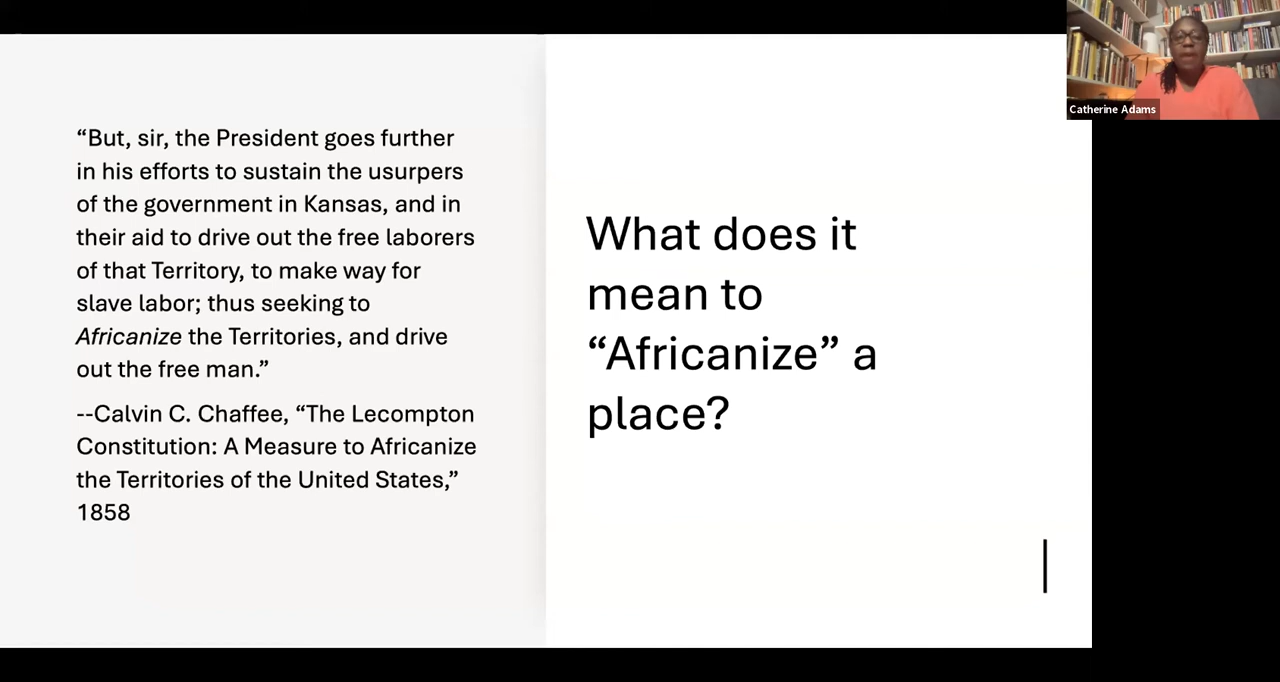 “But, sir, the President goes further
in his efforts to sustain the usurpers
of the government in Kansas, and in
their aid to drive out the free laborers
of that Territory, to make way for
slave labor; thus seeking to
Africanize the Territories, and drive
out the free man.”
--Calvin C. Chaffee, “The Lecompton
Constitution: A Measure to Africanize
the Territories of the United States,”
1858
What does it
mean to
“Africanize” a
place?
Catherine Adams